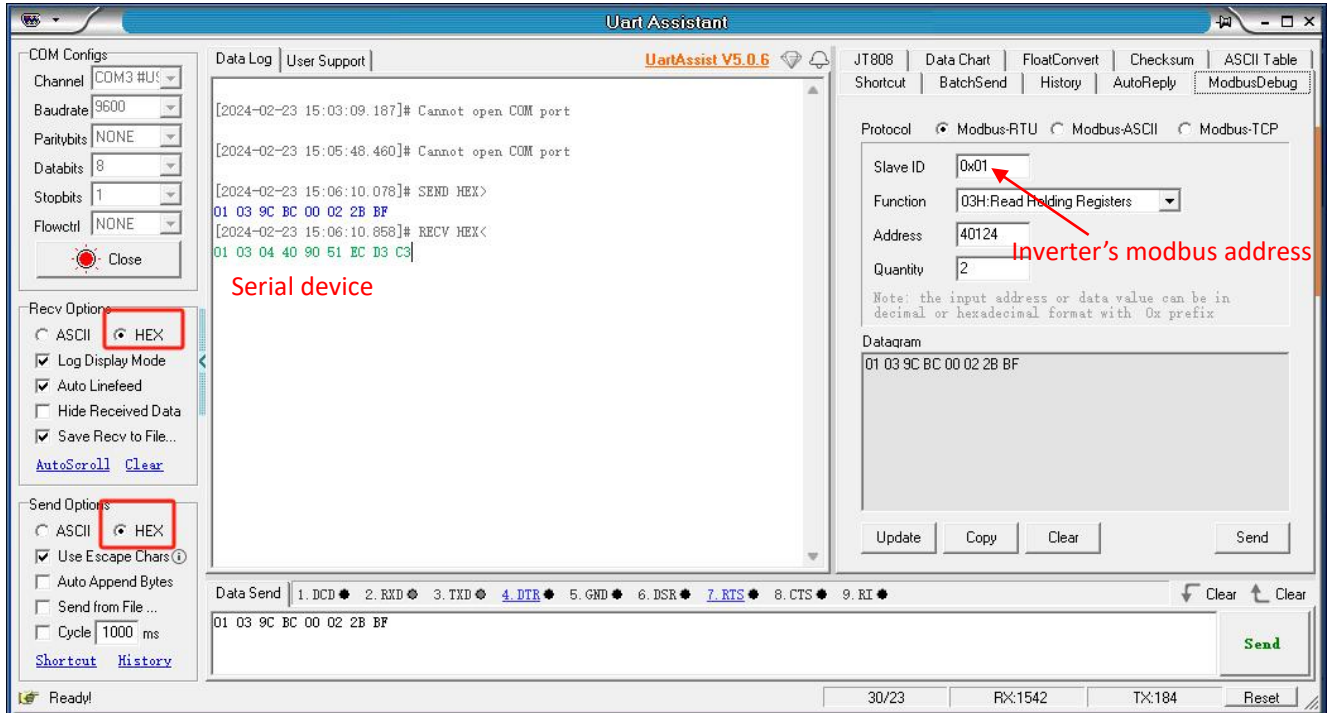 Uart Assistant
COM Configs
Channel COM3 #US
Baudrate 9600
Paritybits NONE
Databits 8
Stopbits 1
Flowctrl NONE
Close
Recv Options
ASCII HEX
Log Display Mode
Auto Linefeed
Hide Received Data
Save Recv to File...
AutoScroll Clear
Send Options
ASCII HEX
Use Escape Chars
Auto Append Bytes
Send from File ...
Cycle 1000 ms
Shortcut History
Data Log User Support UartAssist V5.0.6
[2024-02-23 15:03:09.187]# Cannot open COM port
[2024-02-23 15:05:48.460]# Cannot open COM port
[2024-02-23 15:06:10.078]# SEND HEX>
01 03 9C BC 00 02 2B BF
[2024-02-23 15:06:10.858]# RECV HEX<
01 03 04 40 90 51 EC D3 C3
Serial device
JT808 Data Chart FloatConvert Checksum ASCII Table
Shortcut BatchSend History AutoReply ModbusDebug
Protocol Modbus-RTU Modbus-ASCII Modbus-TCP
Slave ID 0x01
Function 03H:Read Holding Registers
Address 40124
Inverter's modbus address
Quantity 2
Note: the input address or data value can be in
decimal or hexadecimal format with 0x prefix
Datagram
01 03 9C BC 00 02 2B BF
Update Copy Clear Send
Data Send 1. DCD 2. RXD 3. TXD 4. DTR 5. GND 6. DSR 7. RTS 8. CTS 9. RI Clear Clear
01 03 9C BC 00 02 2B BF
Send
Ready! 30/23 RX:1542 TX:184 Reset